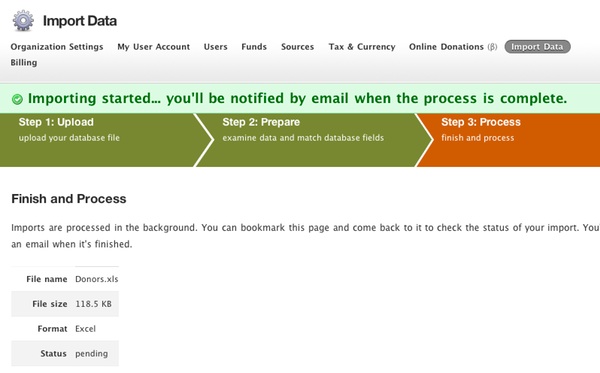 Import Data
Organization Settings My User Account Users Funds Sources Tax & Currency Online Donations (β) Import Data
Billing
Importing started... you'll be notified by email when the process is complete.
Step 1: Upload Step 2: Prepare Step 3: Process
upload your database file examine data and match database fields finish and process
Finish and Process
Imports are processed in the background. You can bookmark this page and come back to it to check the status of your import. You
an email when it's finished.
File name Donors.xls
File size 118.5 KB
Format Excel
Status pending